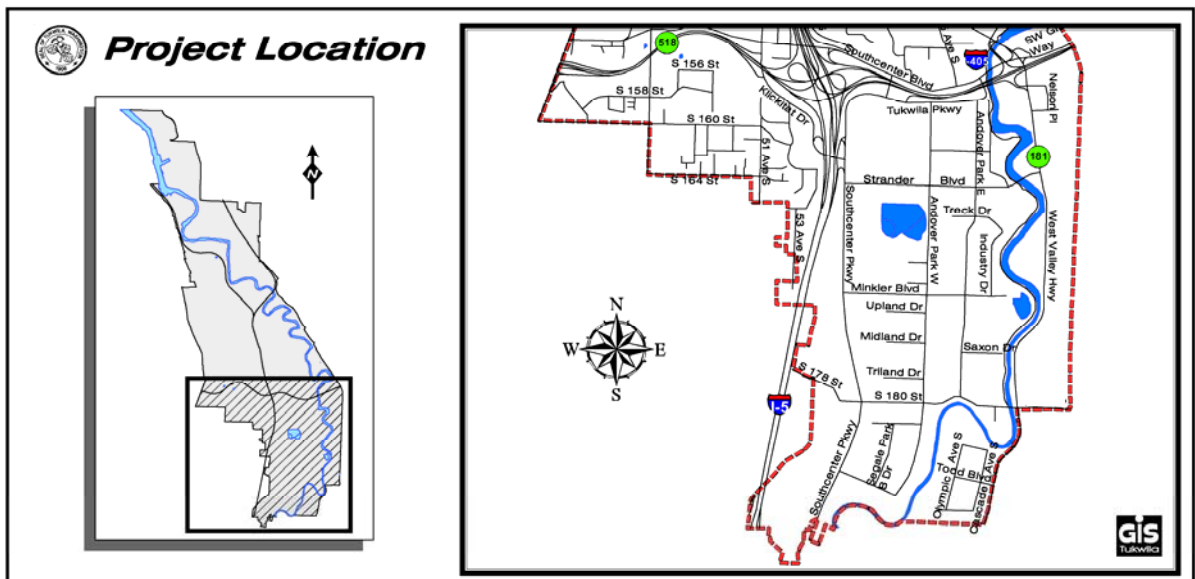 Project Location
N
518
S 156 St
S 158 St
S 160 St
S 164 St
Klickitat Dr
51 Ave S
53 Ave S
Southcenter Blvd
Ave S
I-405
SW Gr
Way
Nelson Pl
Tukwila Pkwy
Andover Park E
181
Strander Blvd
Southcenter Pkwy
Andover Park W
Treck Dr
Industry Dr
West Valley Hwy
Minkler Blvd
Upland Dr
Midland Dr
Saxon Dr
Triland Dr
S 178 St
S 180 St
I-5
Southcenter Pkwy
Segale Park
B Dr
Olympic Ave S
Todd Blvd
Cascade Ave S
N
W E
S
GIS
Tukwila